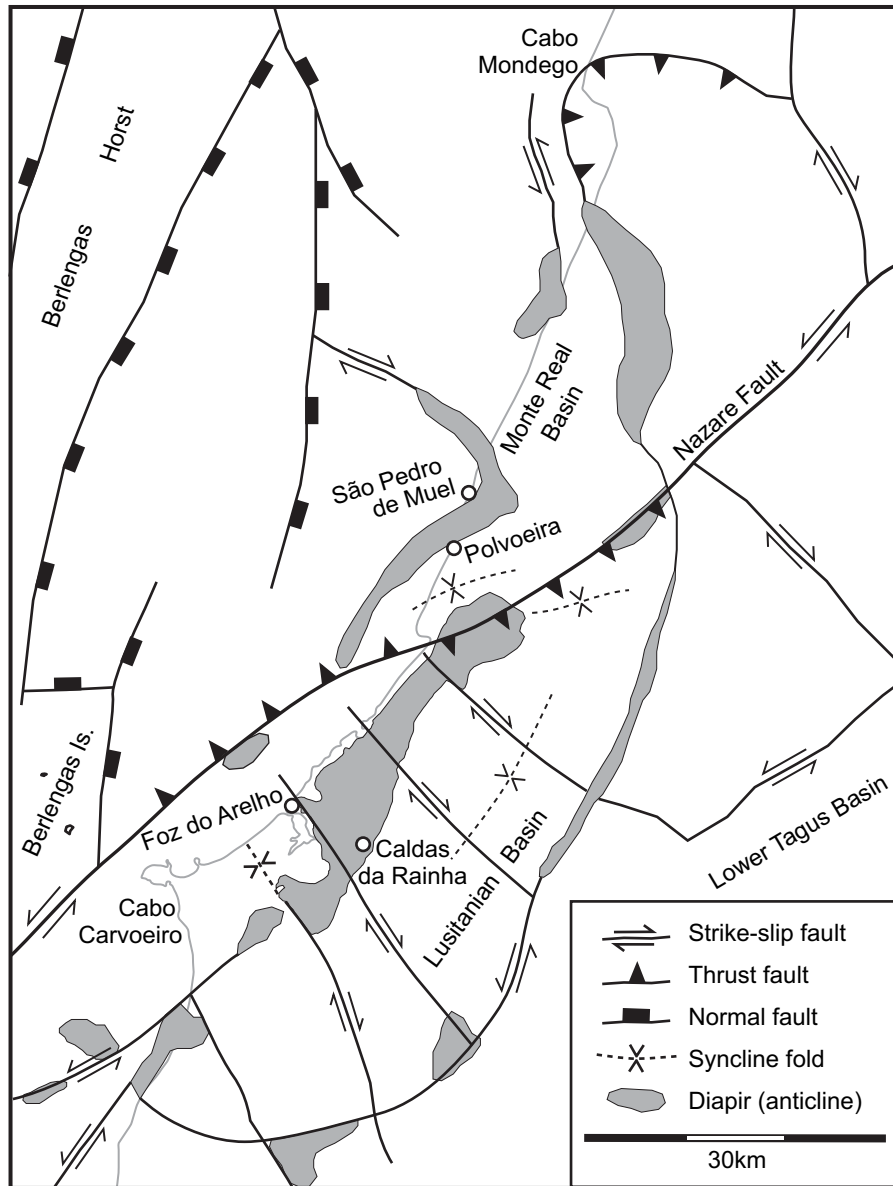 Cabo
Mondego
Berlengas Horst
Monte Real
Basin
Nazare Fault
São Pedro
de Muel
Polvoeira
Berlengas Is.
Foz do Arelho
Caldas
da Rainha
Lusitanian Basin
Lower Tagus Basin
Cabo
Carvoeiro
Strike-slip fault
Thrust fault
Normal fault
Syncline fold
Diapir (anticline)
30km